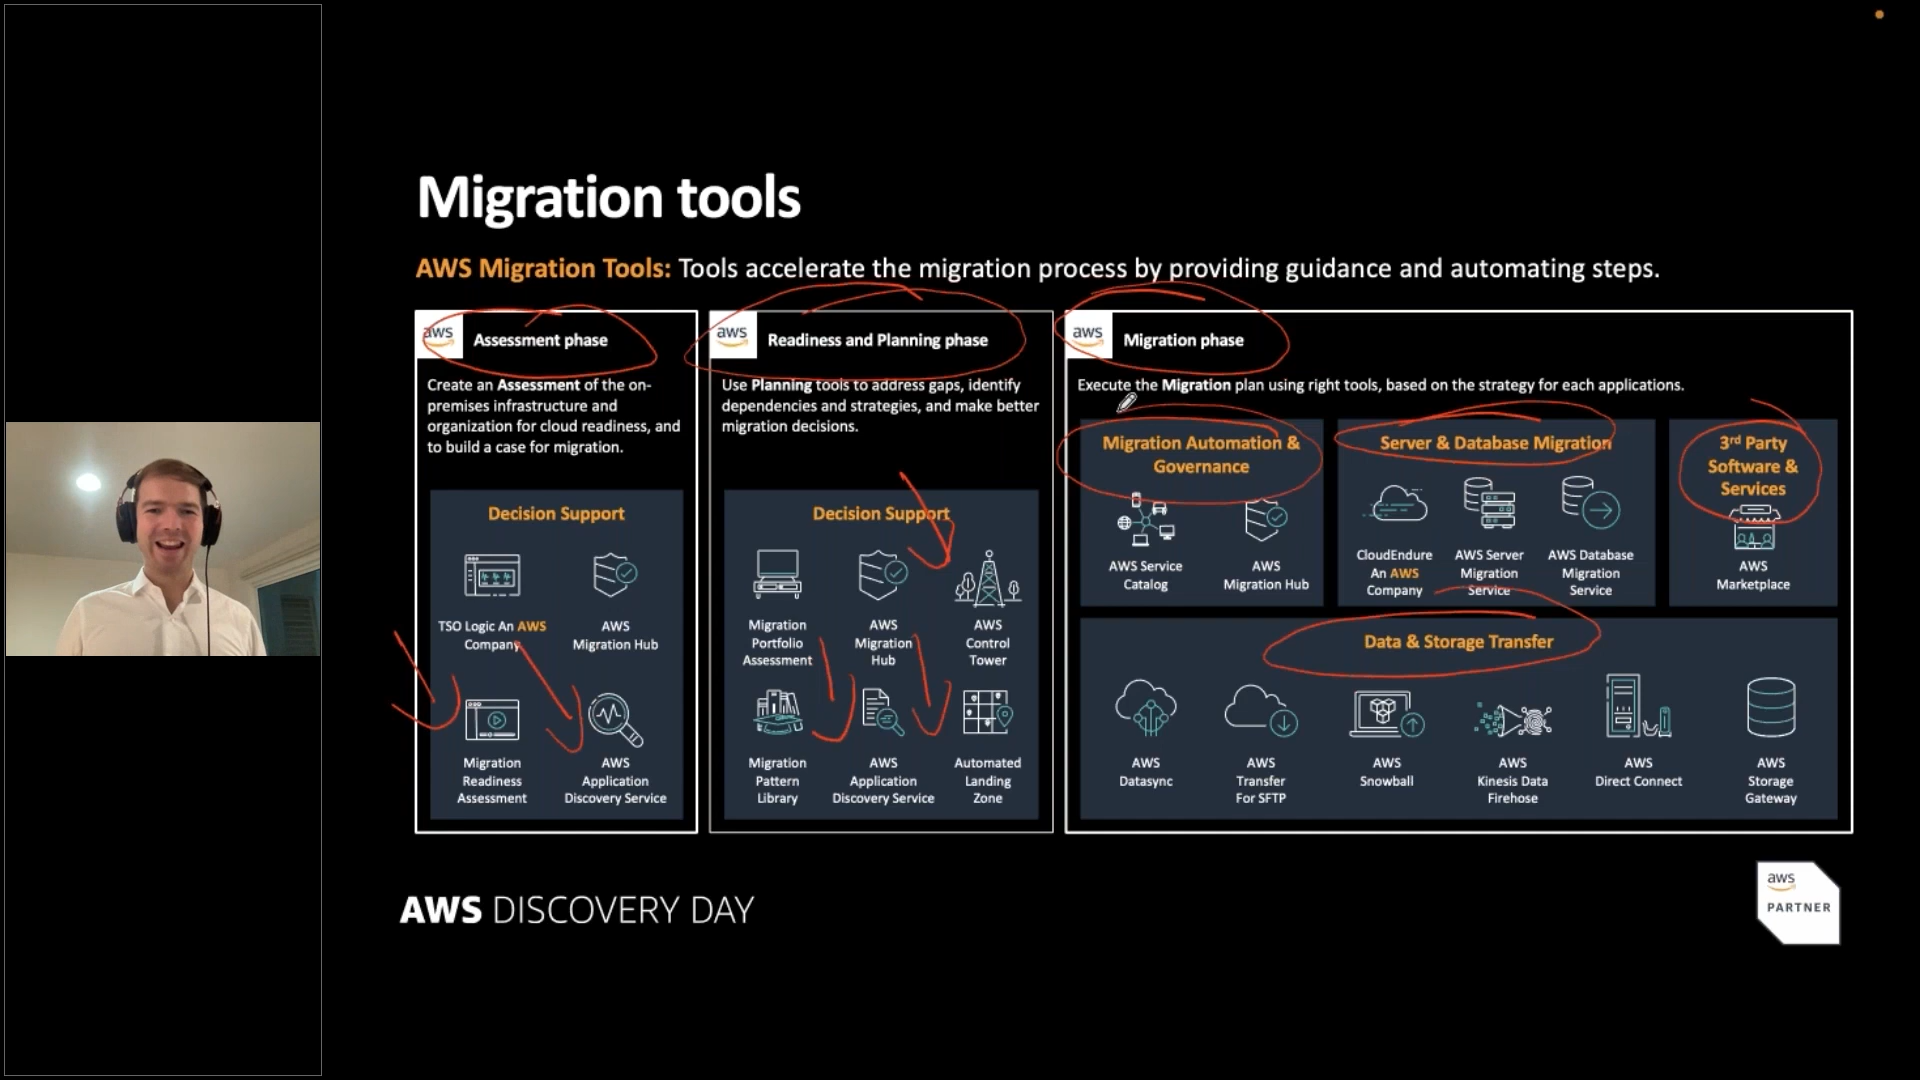 Migration tools
AWS Migration Tools: Tools accelerate the migration process by providing guidance and automating steps.
aws
Assessment phase
Create an Assessment of the on-
premises infrastructure and
organization for cloud readiness, and
to build a case for migration.
Decision Support
TSO Logic An AWS
Company
AWS
Migration Hub
Migration
Readiness
Assessment
AWS
Application
Discovery Service
aws
Readiness and Planning phase
Use Planning tools to address gaps, identify
dependencies and strategies, and make better
migration decisions.
Decision Support
Migration
Portfolio
Assessment
AWS
Migration
Hub
AWS
Control
Tower
Migration
Pattern
Library
AWS
Application
Discovery Service
Automated
Landing
Zone
aws
Migration phase
Execute the Migration plan using right tools, based on the strategy for each applications.
Migration Automation &
Governance
AWS Service
Catalog
AWS
Migration Hub
Server & Database Migration
CloudEndure
An AWS
Company
AWS Server
Migration
Service
AWS Database
Migration
Service
3rd Party
Software &
Services
AWS
Marketplace
Data & Storage Transfer
AWS
Datasync
AWS
Transfer
For SFTP
AWS
Snowball
AWS
Kinesis Data
Firehose
AWS
Direct Connect
AWS
Storage
Gateway
AWS DISCOVERY DAY
aws
PARTNER